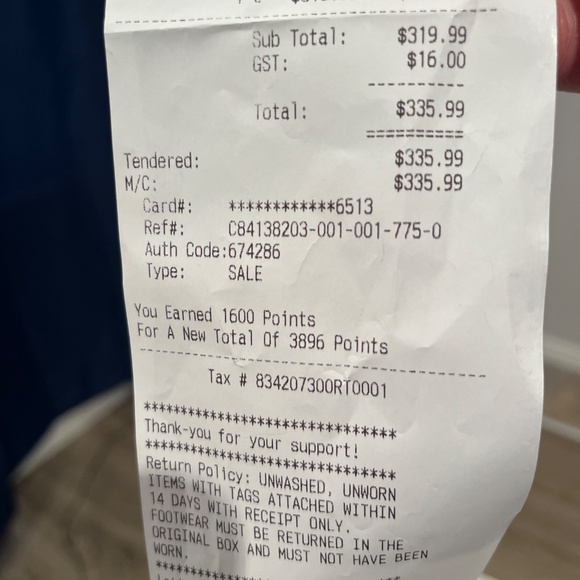 Sub Total: $319.99
GST: $16.00
---------
Total: $335.99
=========
Tendered: $335.99
M/C: $335.99
Card#: ************6513
Ref#: C84138203-001-001-775-0
Auth Code:674286
Type: SALE
You Earned 1600 Points
For A New Total Of 3896 Points
Tax # 834207300RT0001
******************************
Thank-you for your support!
******************************
Return Policy: UNWASHED, UNWORN
ITEMS WITH TAGS ATTACHED WITHIN
14 DAYS WITH RECEIPT ONLY.
FOOTWEAR MUST BE RETURNED IN THE
ORIGINAL BOX AND MUST NOT HAVE BEEN
WORN.